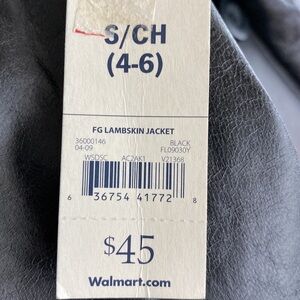 S/CH
(4-6)
FG LAMBSKIN JACKET
36000146 BLACK
04-09 FL09030Y
WSDSC AC2AK1 V21368
6 36754 41772 8
$45
Walmart.com